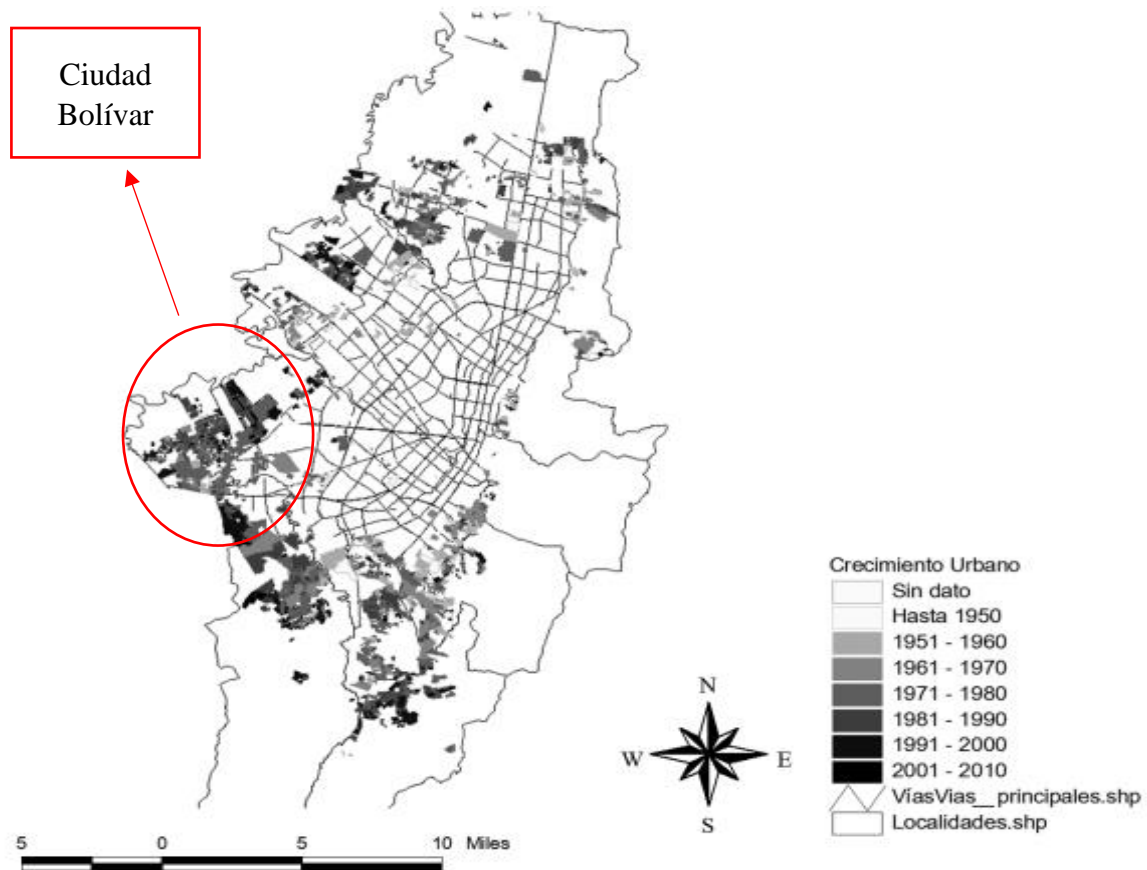 Ciudad
Bolívar
Crecimiento Urbano
Sin dato
Hasta 1950
1951 - 1960
1961 - 1970
1971 - 1980
1981 - 1990
1991 - 2000
2001 - 2010
VíasVias__principales.shp
Localidades.shp
N
W
E
S
5
0
10
Miles